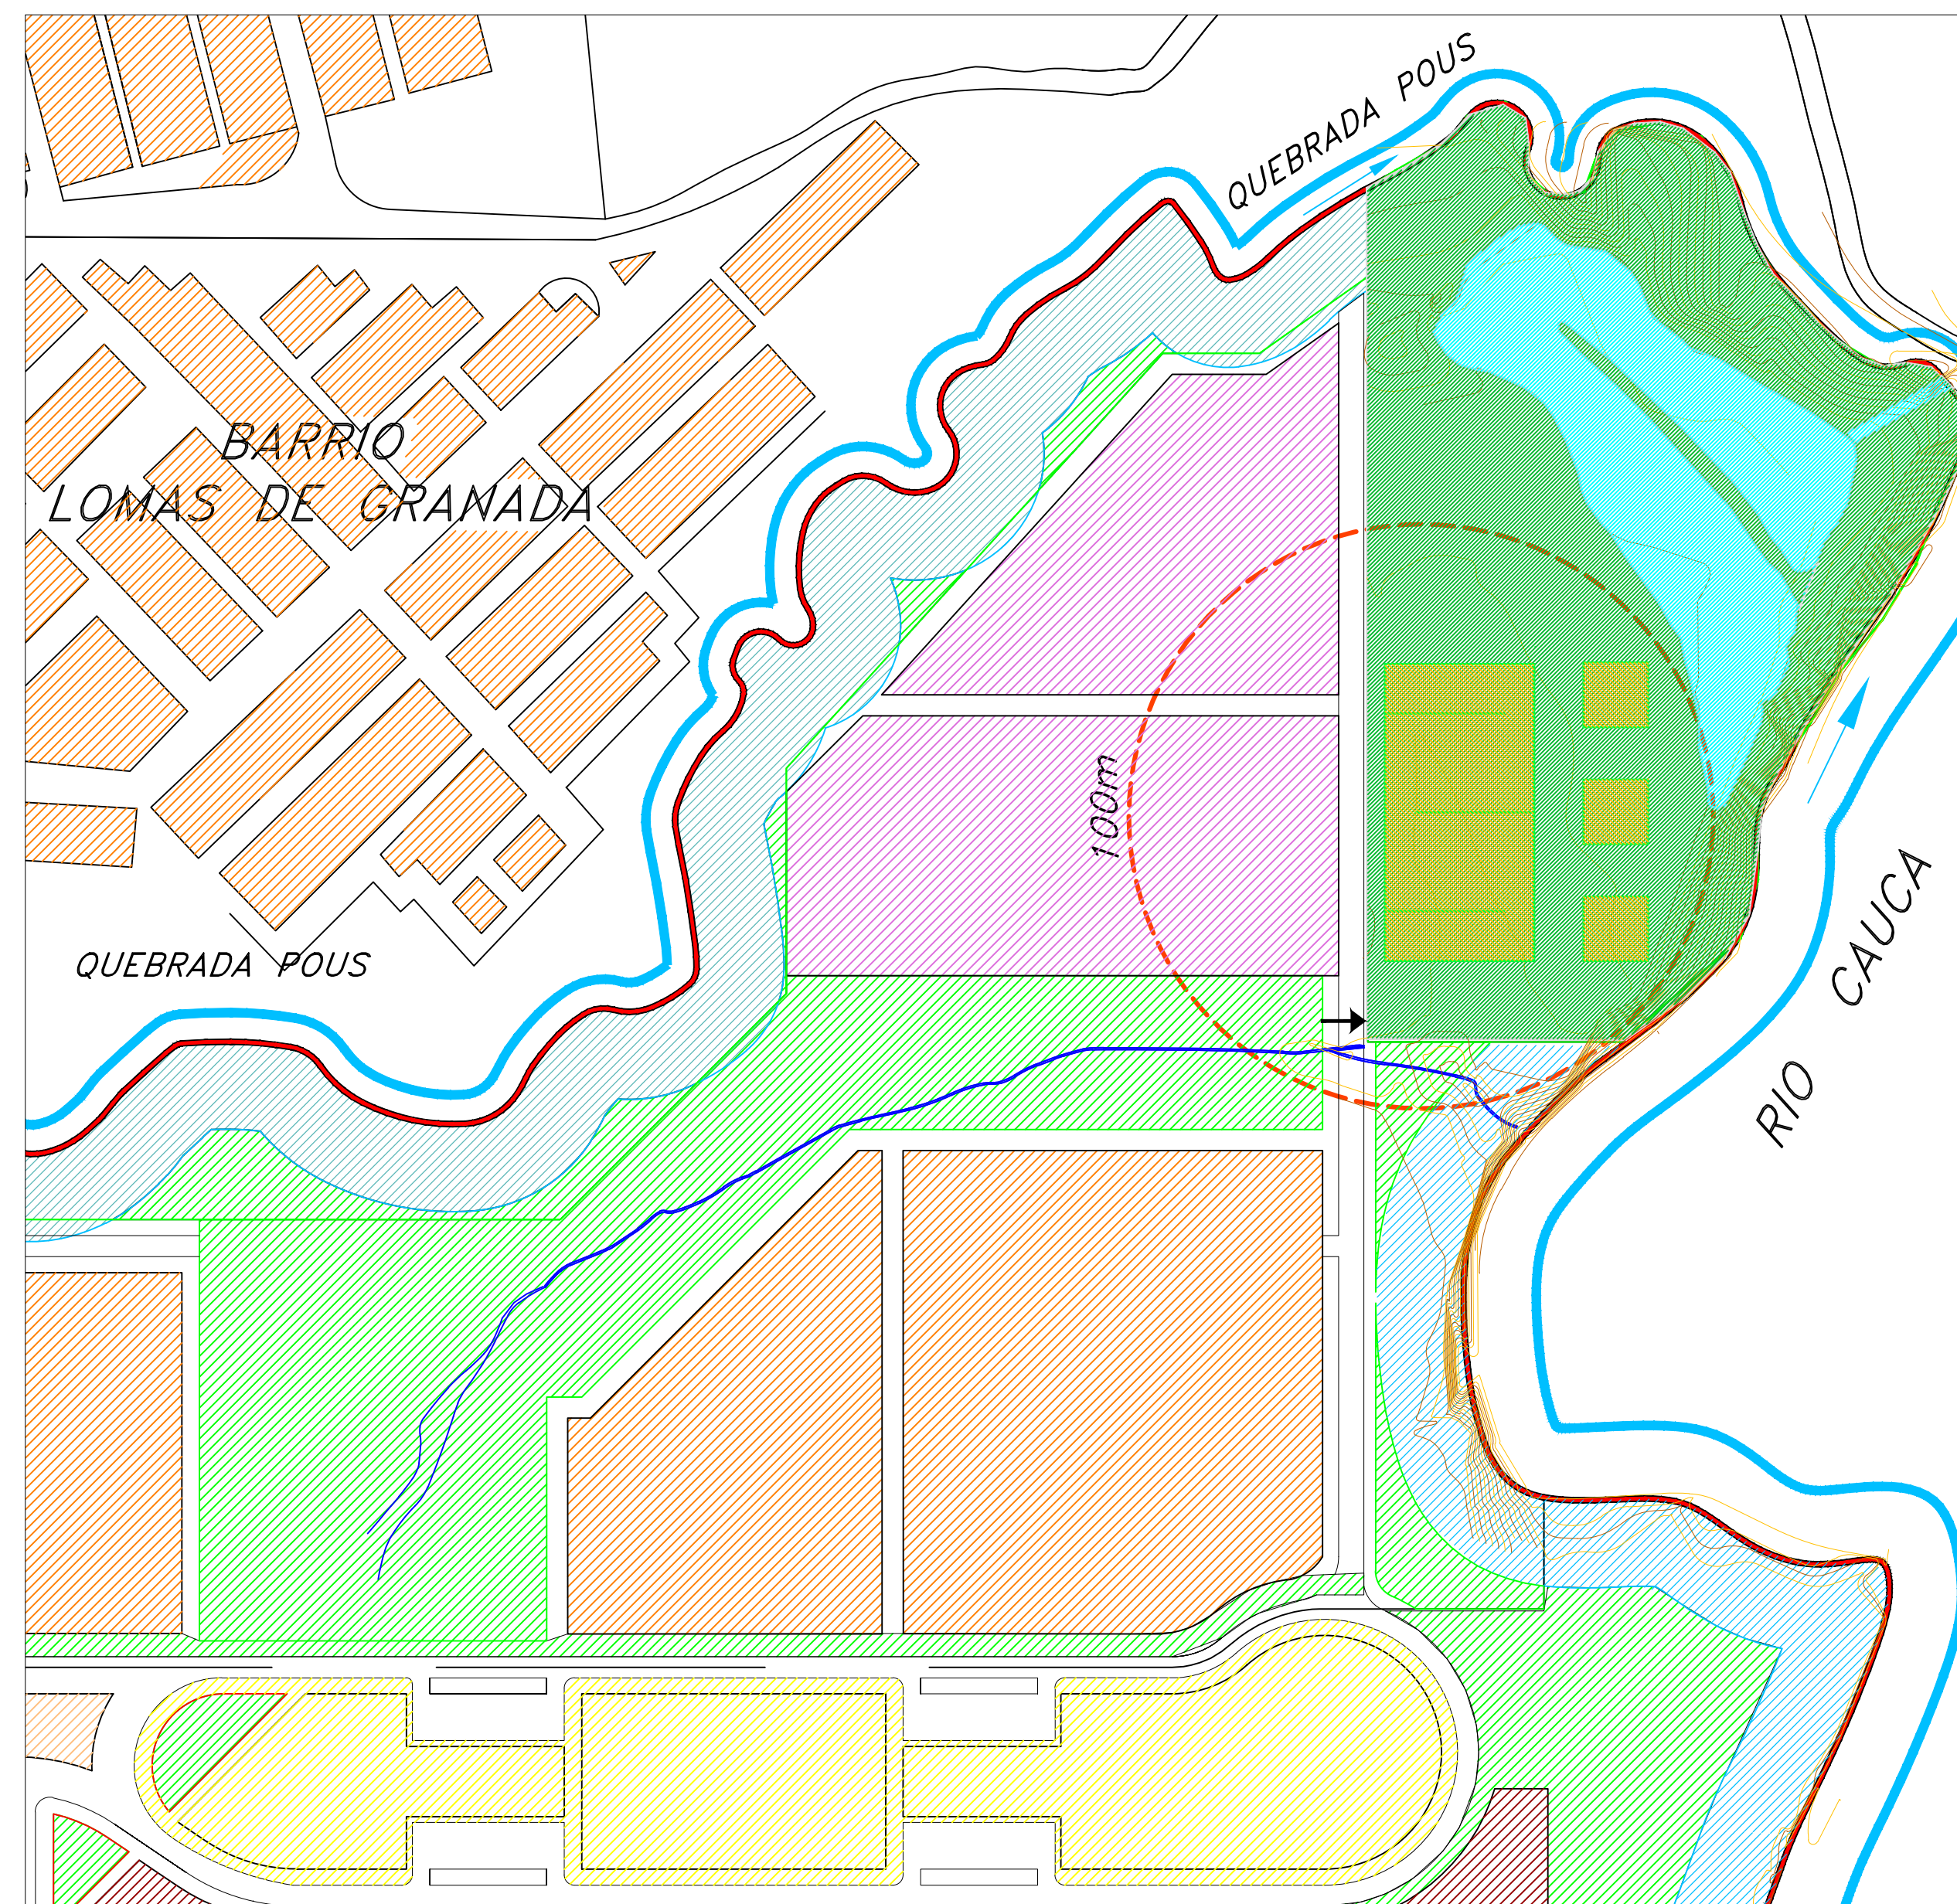 QUEBRADA POUS
BARRIO
LOMAS DE GRANADA
100m
QUEBRADA POUS
RIO CAUCA